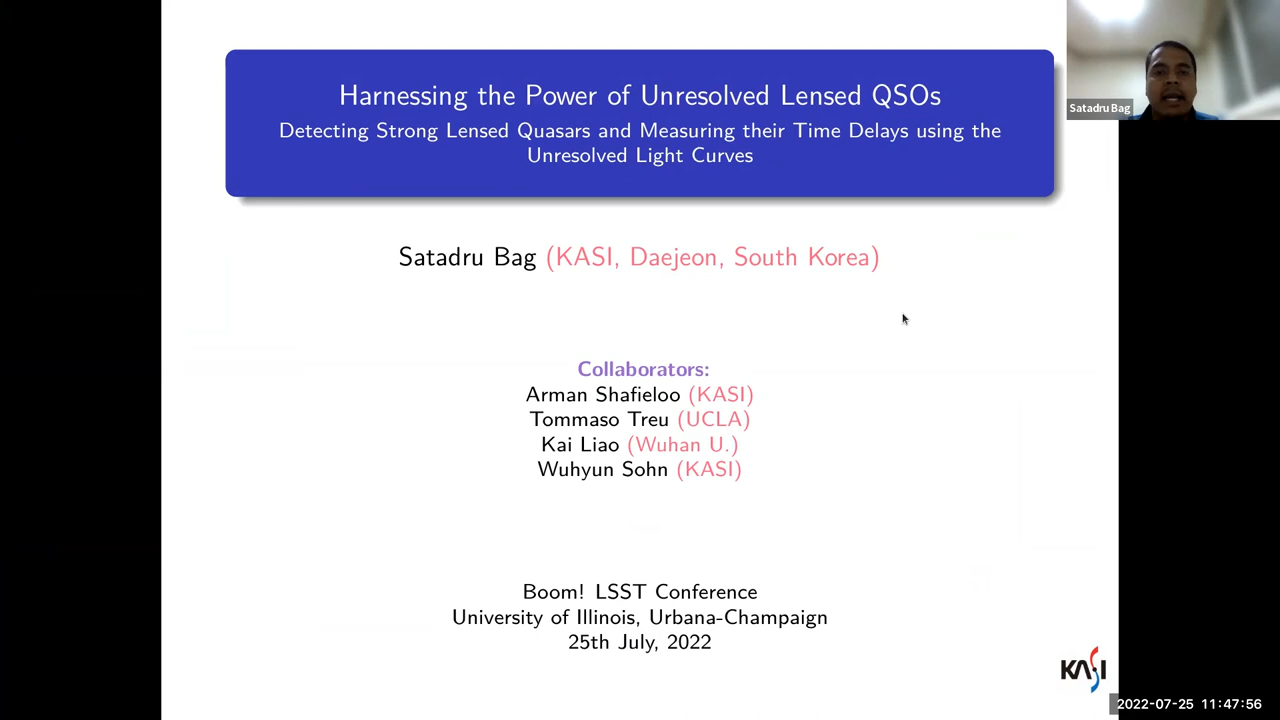 Harnessing the Power of Unresolved Lensed QSOs
Detecting Strong Lensed Quasars and Measuring their Time Delays using the
Unresolved Light Curves
Satadru Bag
Satadru Bag (KASI, Daejeon, South Korea)
Collaborators:
Arman Shafieloo (KASI)
Tommaso Treu (UCLA)
Kai Liao (Wuhan U.)
Wuhyun Sohn (KASI)
Boom! LSST Conference
University of Illinois, Urbana-Champaign
25th July, 2022
KASI
2022-07-25 11:47:56